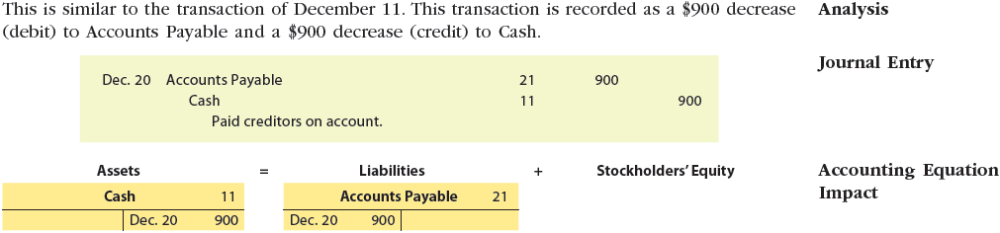 This is similar to the transaction of December 11. This transaction is recorded as a $900 decrease
(debit) to Accounts Payable and a $900 decrease (credit) to Cash.
Analysis
Journal Entry
Dec. 20 Accounts Payable 21 900
Cash 11 900
Paid creditors on account.
Assets = Liabilities + Stockholders' Equity
Accounting Equation
Impact
Cash 11 Accounts Payable 21
Dec. 20 900 Dec. 20 900